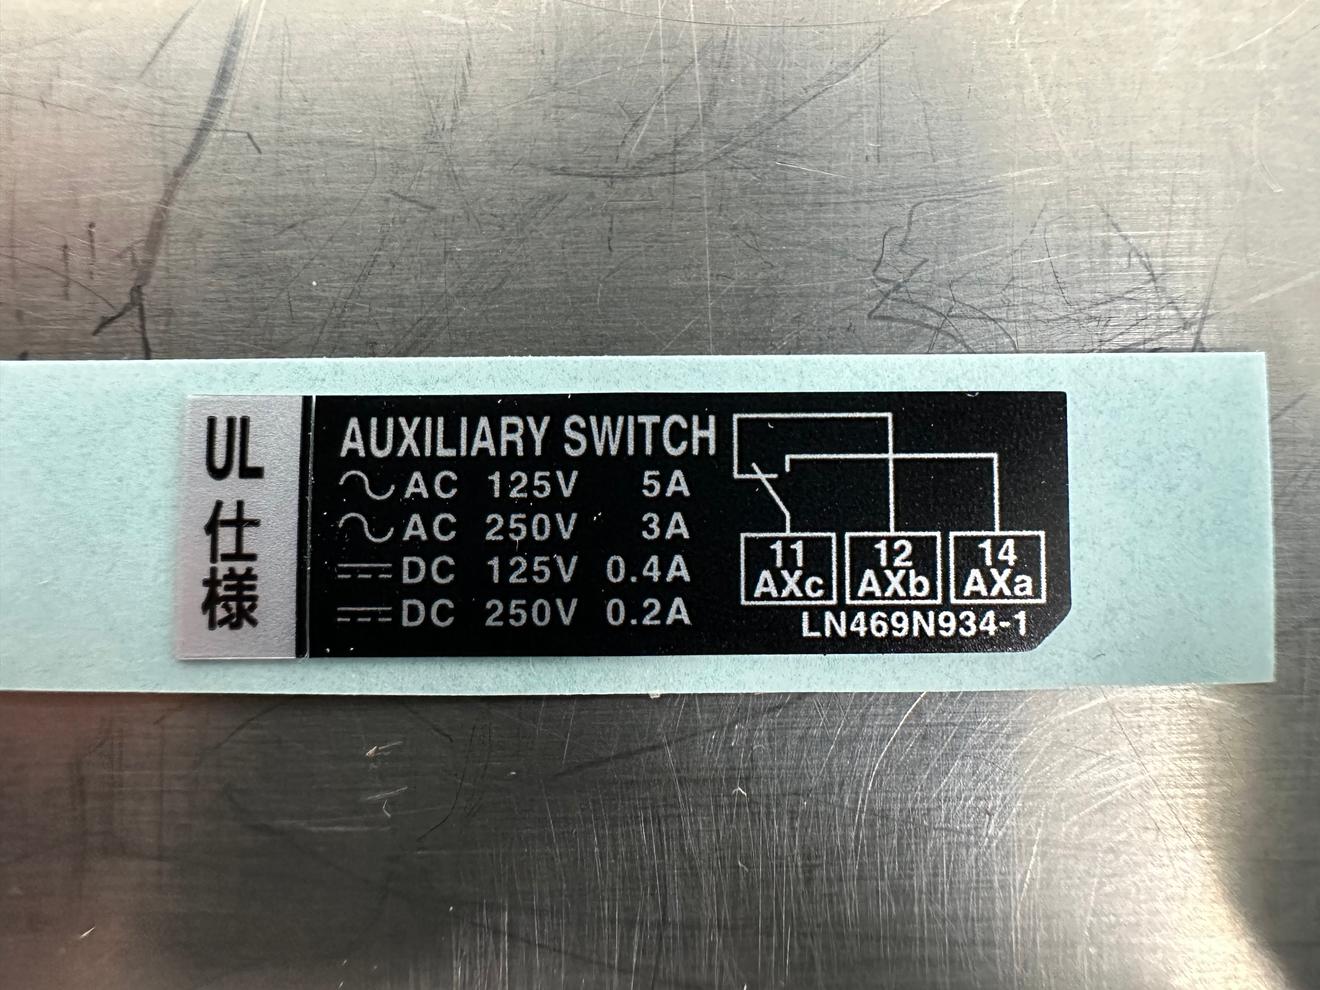 UL
仕
様
AUXILIARY SWITCH
AC 125V 5A
AC 250V 3A
DC 125V 0.4A
DC 250V 0.2A
11 12 14
AXc AXb AXa
LN469N934-1